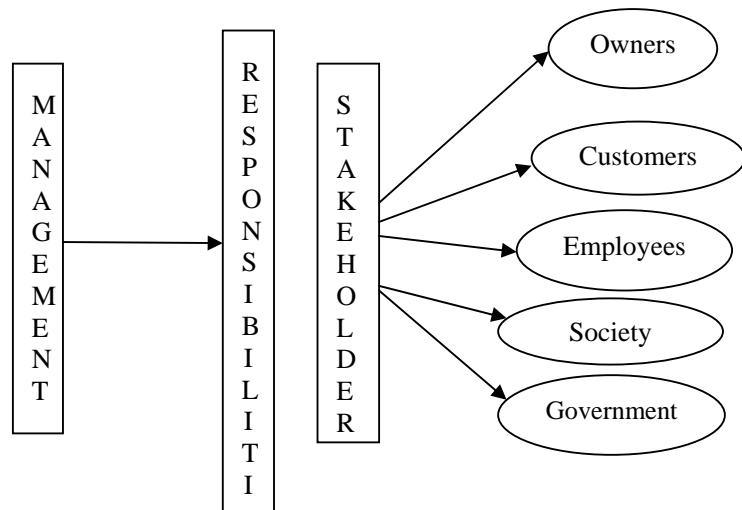 MANAGEMENT
RESPONSIBILITI
STAKEHOLDER
Owners
Customers
Employees
Society
Government